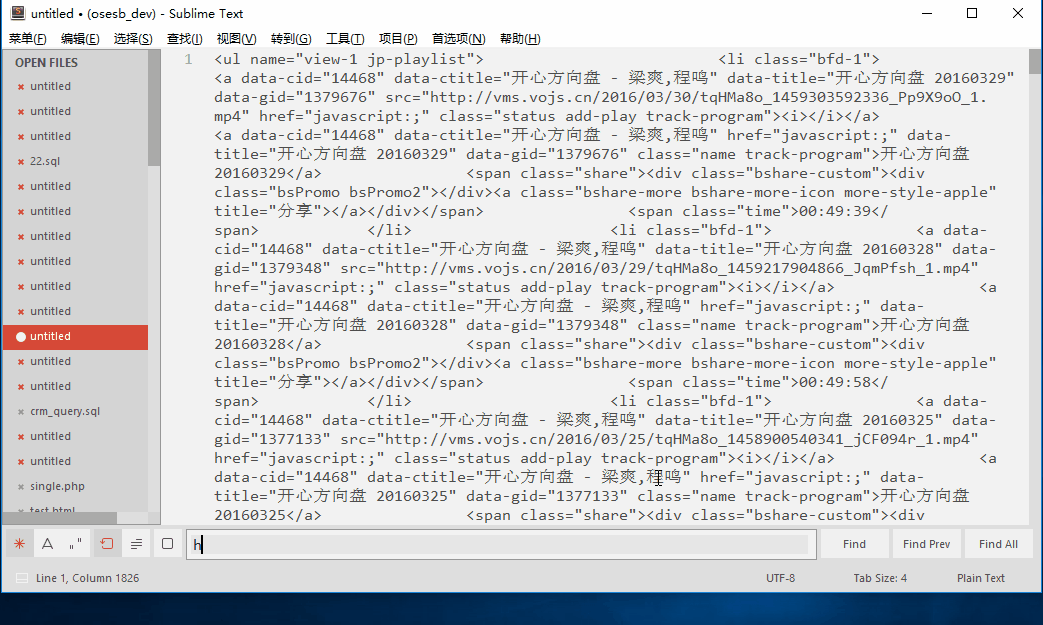 untitled • (osesb_dev) - Sublime Text
菜单(F) 编辑(E) 选择(S) 查找(I) 视图(V) 转到(G) 工具(T) 项目(P) 首选项(N) 帮助(H)
OPEN FILES
untitled
untitled
untitled
22.sql
untitled
untitled
untitled
untitled
untitled
untitled
untitled
untitled
untitled
crm_query.sql
untitled
untitled
single.php
test.html
1
<ul name="view-1 jp-playlist"> <li class="bfd-1">
<a data-cid="14468" data-ctitle="开心方向盘 - 梁爽,程鸣" data-title="开心方向盘 20160329"
data-gid="1379676" src="http://vms.vojs.cn/2016/03/30/tqHMa8o_1459303592336_Pp9X9oO_1.
mp4" href="javascript:;" class="status add-play track-program"><i></i></a>
<a data-cid="14468" data-ctitle="开心方向盘 - 梁爽,程鸣" href="javascript:;" data-
title="开心方向盘 20160329" data-gid="1379676" class="name track-program">开心方向盘
20160329</a> <span class="share"><div class="bshare-custom"><div
class="bsPromo bsPromo2"></div><a class="bshare-more bshare-more-icon more-style-apple"
title="分享"></a></div></span> <span class="time">00:49:39</
span> </li> <li class="bfd-1"> <a data-
cid="14468" data-ctitle="开心方向盘 - 梁爽,程鸣" data-title="开心方向盘 20160328" data-
gid="1379348" src="http://vms.vojs.cn/2016/03/29/tqHMa8o_1459217904866_JqmPfsh_1.mp4"
href="javascript:;" class="status add-play track-program"><i></i></a> <a
data-cid="14468" data-ctitle="开心方向盘 - 梁爽,程鸣" href="javascript:;" data-
title="开心方向盘 20160328" data-gid="1379348" class="name track-program">开心方向盘
20160328</a> <span class="share"><div class="bshare-custom"><div
class="bsPromo bsPromo2"></div><a class="bshare-more bshare-more-icon more-style-apple"
title="分享"></a></div></span> <span class="time">00:49:58</
span> </li> <li class="bfd-1"> <a data-
cid="14468" data-ctitle="开心方向盘 - 梁爽,程鸣" data-title="开心方向盘 20160325" data-
gid="1377133" src="http://vms.vojs.cn/2016/03/25/tqHMa8o_1458900540341_jCF094r_1.mp4"
href="javascript:;" class="status add-play track-program"><i></i></a> <a
data-cid="14468" data-ctitle="开心方向盘 - 梁爽,程鸣" href="javascript:;" data-
title="开心方向盘 20160325" data-gid="1377133" class="name track-program">开心方向盘
20160325</a> <span class="share"><div class="bshare-custom"><div
h
Find Find Prev Find All
Line 1, Column 1826 UTF-8 Tab Size: 4 Plain Text